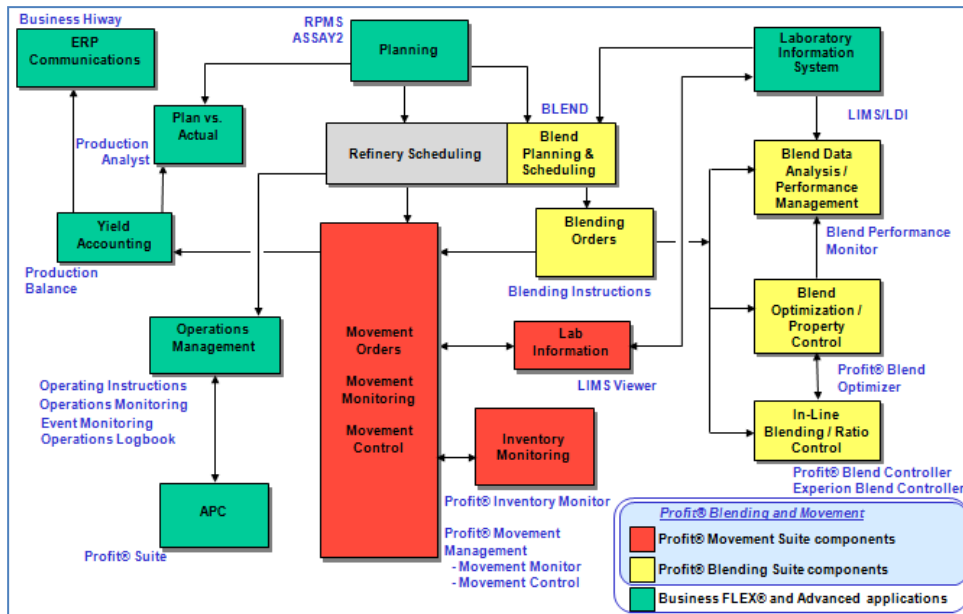 Business Hiway
ERP
Communications
RPMS
ASSAY2
Planning
Laboratory
Information
System
Plan vs.
Actual
Production
Analyst
BLEND
LIMS/LDI
Refinery Scheduling
Blend
Planning &
Scheduling
Blend Data
Analysis /
Performance
Management
Yield
Accounting
Production
Balance
Blending
Orders
Blending Instructions
Blend Performance
Monitor
Operations
Management
Operating Instructions
Operations Monitoring
Event Monitoring
Operations Logbook
Movement
Orders
Movement
Monitoring
Movement
Control
Lab
Information
LIMS Viewer
Blend
Optimization /
Property
Control
Profit® Blend
Optimizer
Inventory
Monitoring
Profit® Inventory Monitor
In-Line
Blending / Ratio
Control
Profit® Blend Controller
Experion Blend Controller
APC
Profit® Suite
Profit® Movement
Management
- Movement Monitor
- Movement Control
Profit® Blending and Movement
Profit® Movement Suite components
Profit® Blending Suite components
Business FLEX® and Advanced applications